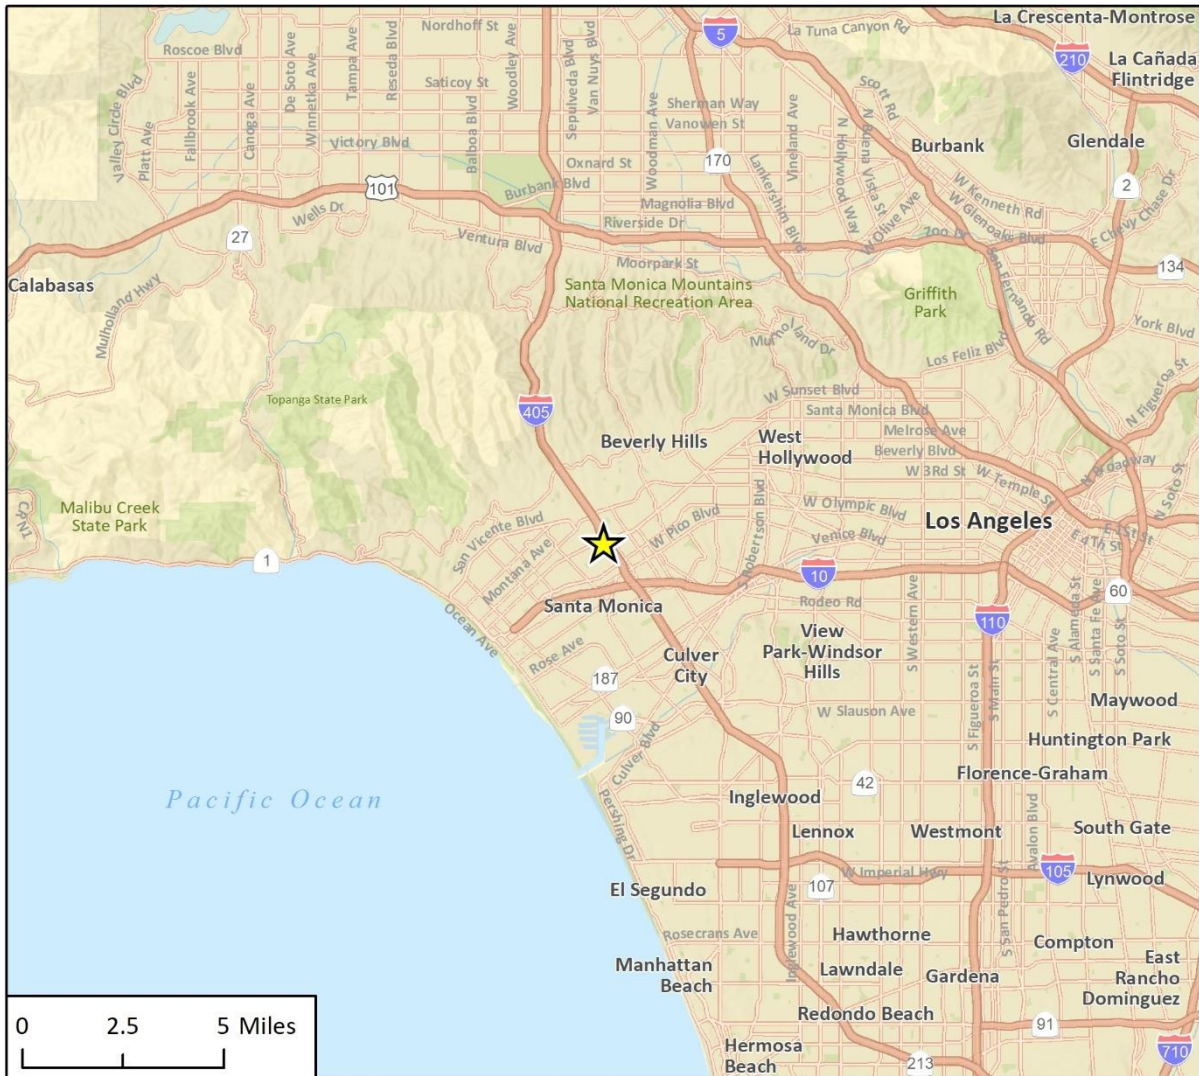 La Crescenta-Montrose
Nordhoff St
La Tuna Canyon Rd
5
Roscoe Blvd
210
La Cañada
Flintridge
Valley Circle Blvd
Platt Ave
Fallbrook Ave
Canoga Ave
De Soto Ave
Winnetka Ave
Tampa Ave
Reseda Blvd
Saticoy St
Balboa Blvd
Woodley Ave
Sepulveda Blvd
Van Nuys Blvd
Woodman Ave
Sherman Way
Vanowen St
Vineland Ave
N Hollywood Way
N Buena Vista St
Scott Rd
Victory Blvd
Oxnard St
170
Lankershim Blvd
Burbank
Glendale
101
Burbank Blvd
Magnolia Blvd
Riverside Dr
W Olive Ave
W Kenneth Rd
W Glenoaks Blvd
2
E Chevy Chase Dr
Wells Dr
27
Ventura Blvd
Zoo Dr
Moorpark St
134
Calabasas
Mulholland Hwy
Santa Monica Mountains
National Recreation Area
Griffith
Park
San Fernando Rd
York Blvd
Los Feliz Blvd
N Figueroa St
Topanga State Park
405
W Sunset Blvd
Santa Monica Blvd
Melrose Ave
Beverly Hills
West
Hollywood
Beverly Blvd
W 3Rd St
W Temple St
N Broadway
N Soto St
Malibu Creek
State Park
San Vicente Blvd
W Pico Blvd
S Robertson Blvd
W Olympic Blvd
Venice Blvd
Los Angeles
E 1St St
E 4Th St
1
Montana Ave
10
60
Ocean Ave
Santa Monica
Rodeo Rd
S Western Ave
110
S Alameda St
S Santa Fe Ave
S Soto St
S Central Ave
Rose Ave
187
Culver
City
View
Park-Windsor
Hills
S Figueroa St
S Main St
Maywood
90
Culver Blvd
W Slauson Ave
Huntington Park
Florence-Graham
Pacific Ocean
Pershing Dr
Inglewood
42
Lennox
Westmont
Avalon Blvd
South Gate
W Imperial Hwy
105
Lynwood
El Segundo
107
Inglewood Ave
S San Pedro St
Rosecrans Ave
Hawthorne
Compton
Manhattan
Beach
Lawndale
Gardena
East
Rancho
Dominguez
Redondo Beach
91
710
Hermosa
Beach
213
0 2.5 5 Miles